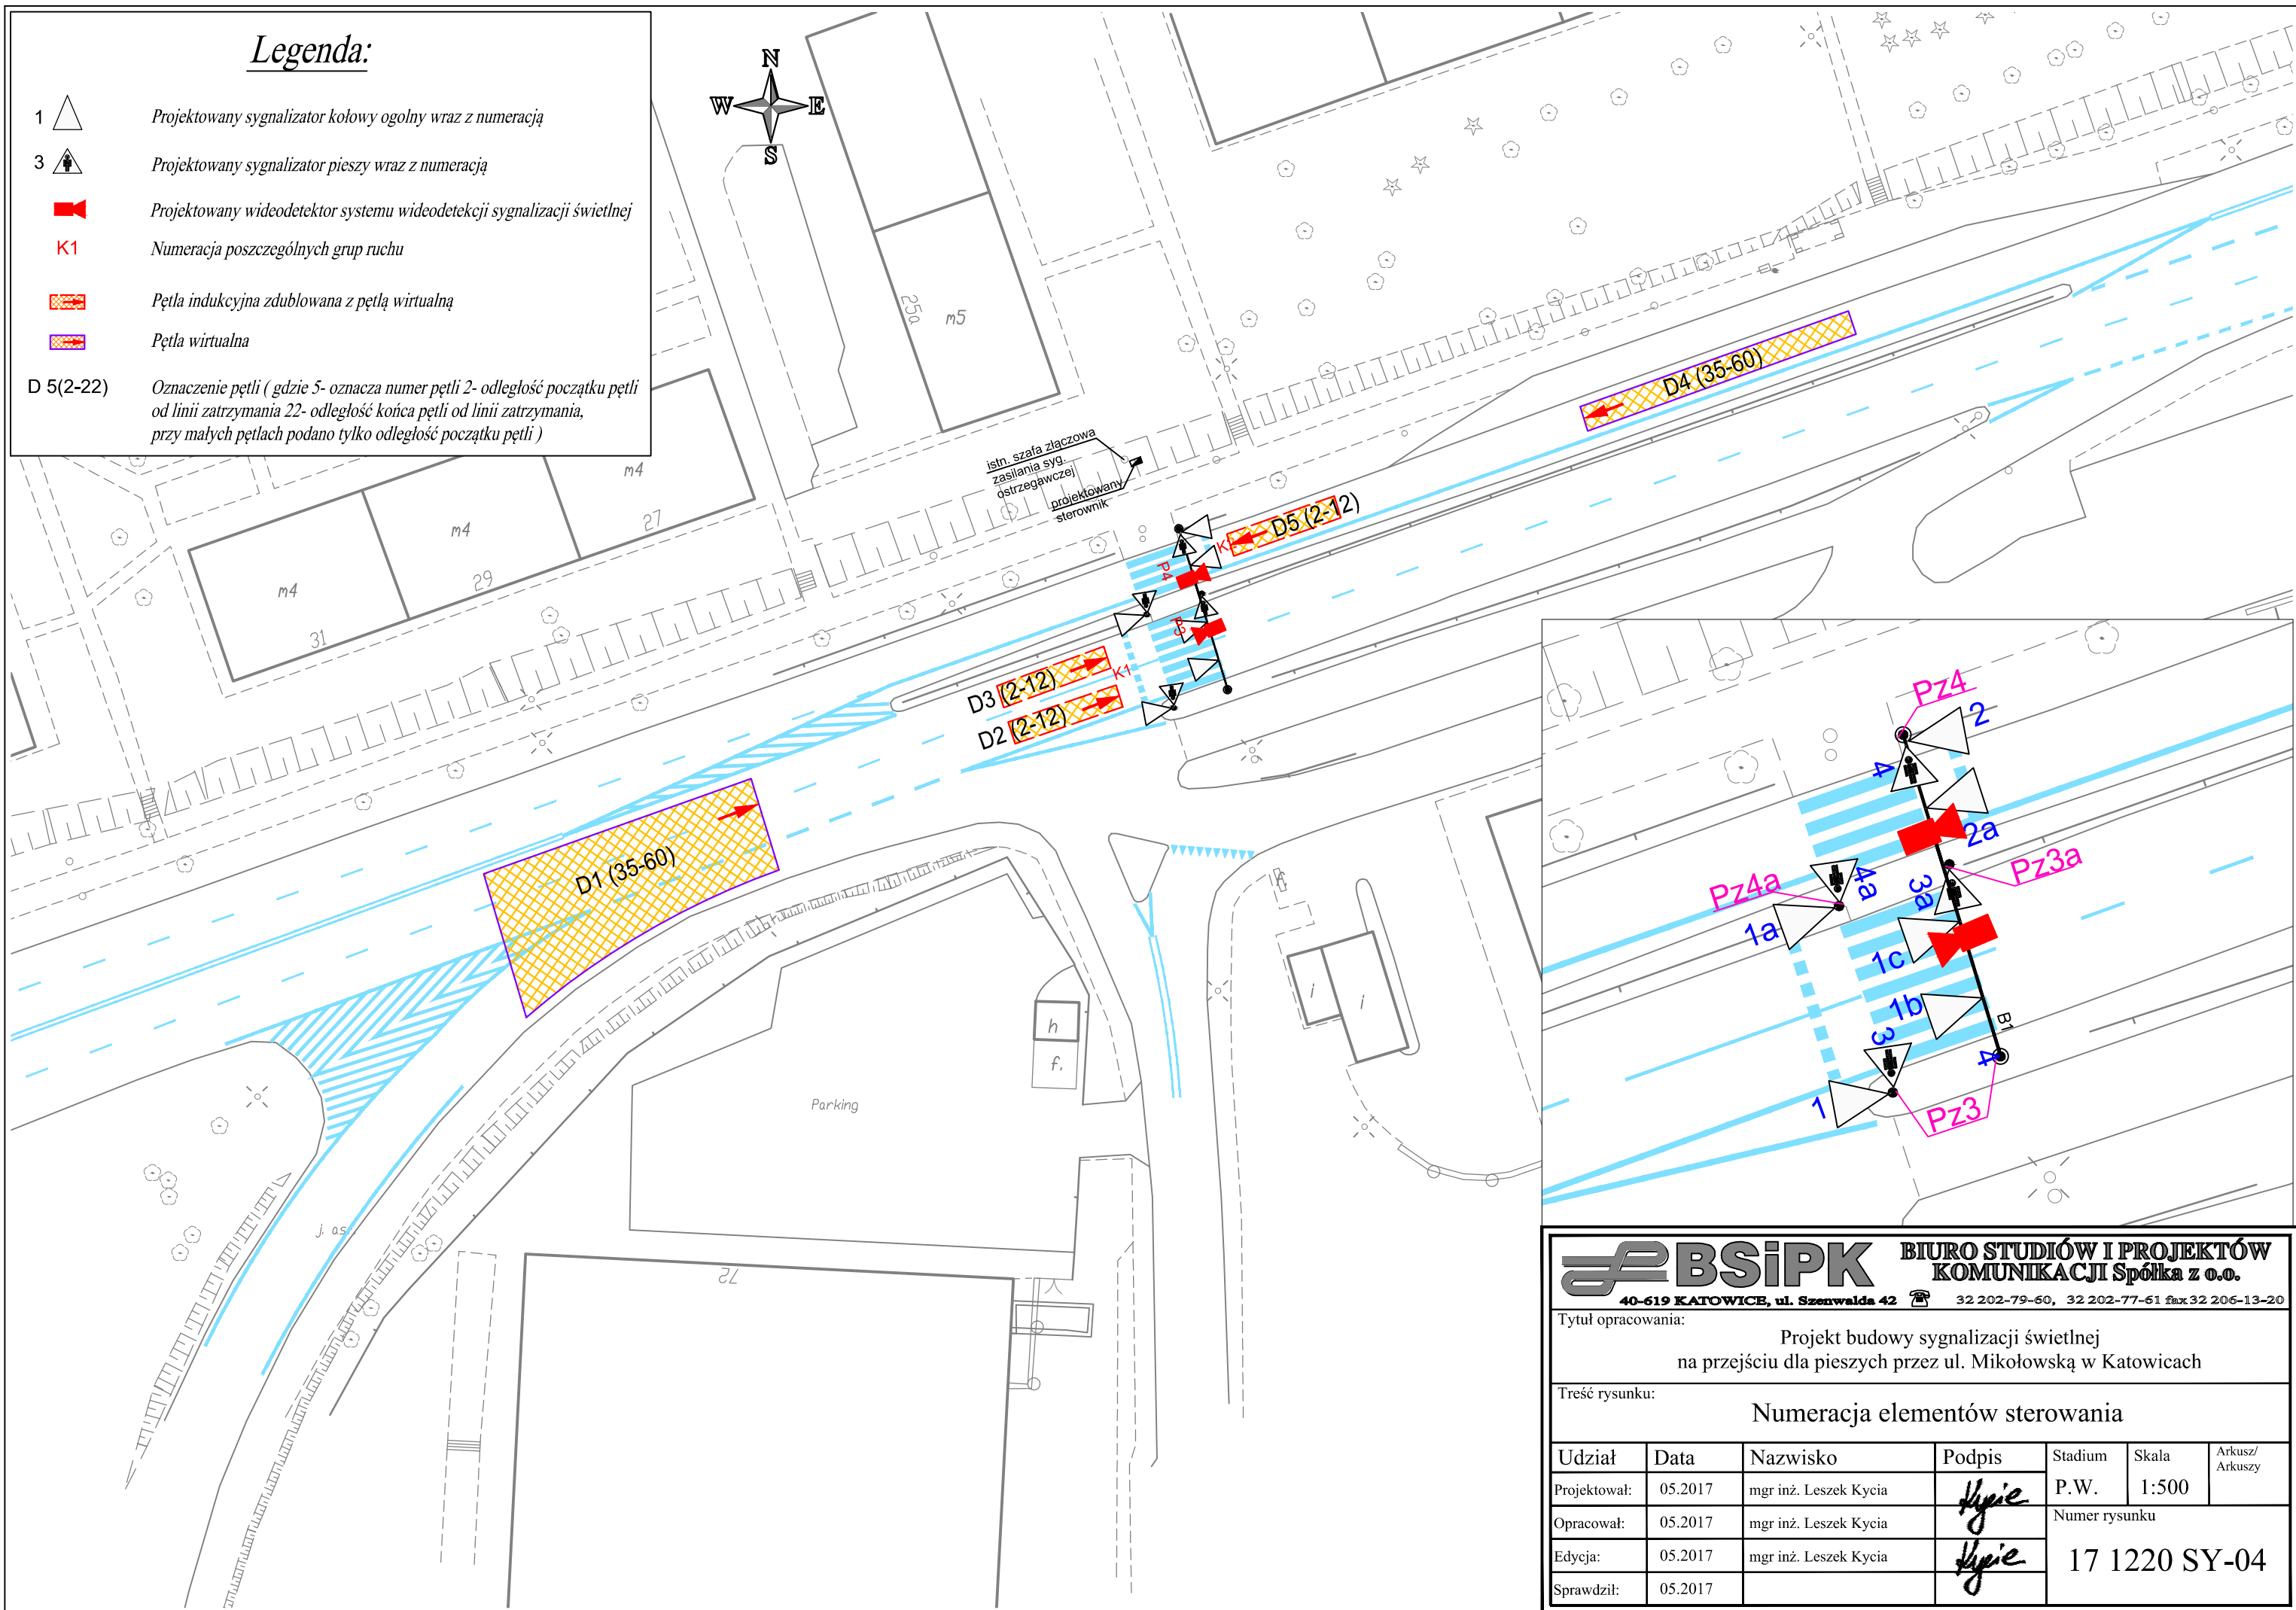 Legenda:
1
Projektowany sygnalizator kołowy ogolny wraz z numeracją
3
Projektowany sygnalizator pieszy wraz z numeracją
Projektowany wideodetektor systemu wideodetekcji sygnalizacji świetlnej
K1
Numeracja poszczególnych grup ruchu
Pętla indukcyjna zdublowana z pętlą wirtualną
Pętla wirtualna
D 5(2-22)
Oznaczenie pętli ( gdzie 5- oznacza numer pętli 2- odległość początku pętli
od linii zatrzymania 22- odległość końca pętli od linii zatrzymania,
przy małych pętlach podano tylko odległość początku pętli )
N
W
E
S
25a
m5
m4
27
m4
29
m4
31
istn. szafa złączowa
zasilania syg.
ostrzegawczej
projektowany
sterownik
D4 (35-60)
D5 (2-12)
P4
K1
D3 (2-12)
D2 (2-12)
D1 (35-60)
Parking
h
f.
f.
i
i
j. as.
72
Pz4
2
4
2a
Pz3a
Pz4a
4a
3a
1a
1c
1b
3
B1
4
1
Pz3
BSiPK
BIURO STUDIÓW I PROJEKTÓW
KOMUNIKACJI Spółka z o.o.
40-619 KATOWICE, ul. Szenwalda 42 ☎ 32 202-79-60, 32 202-77-61 fax 32 206-13-20
Tytuł opracowania:
Projekt budowy sygnalizacji świetlnej
na przejściu dla pieszych przez ul. Mikołowską w Katowicach
Treść rysunku:
Numeracja elementów sterowania
Udział Data Nazwisko Podpis Stadium Skala Arkusz/
Arkuszy
Projektował: 05.2017 mgr inż. Leszek Kycia P.W. 1:500
Opracował: 05.2017 mgr inż. Leszek Kycia Numer rysunku
Edycja: 05.2017 mgr inż. Leszek Kycia 17 1220 SY-04
Sprawdził: 05.2017